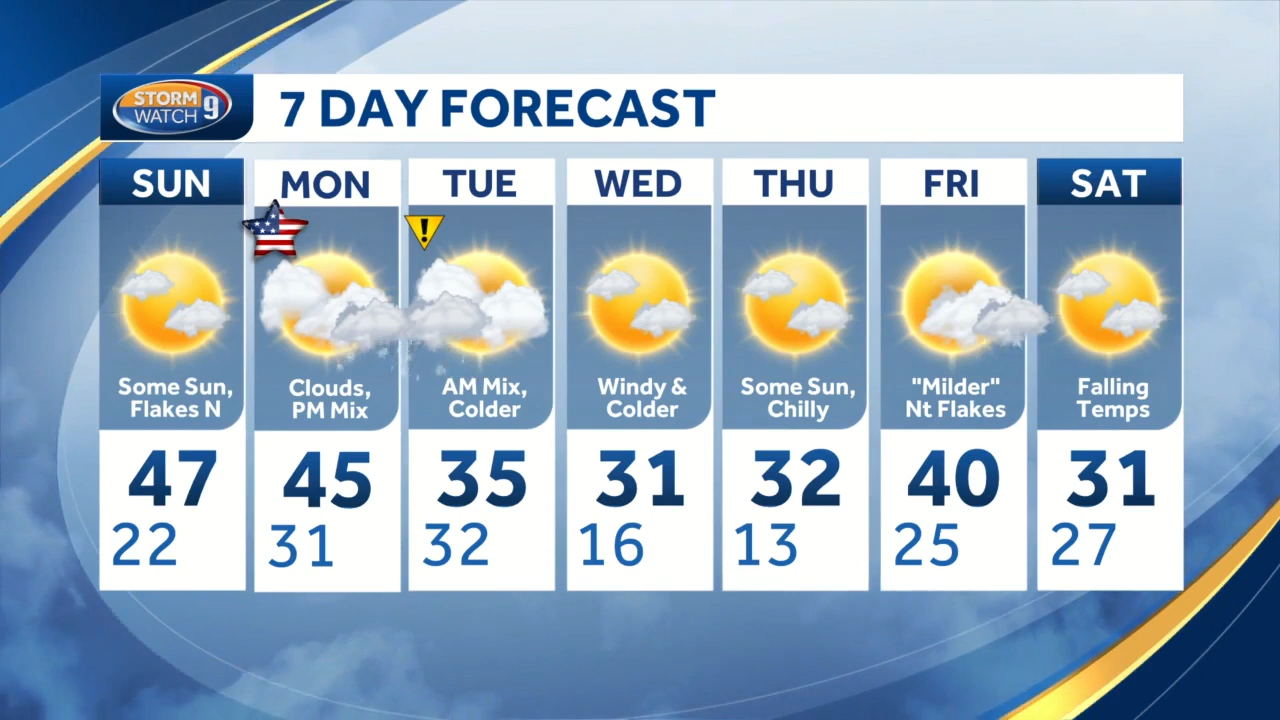 STORM
WATCH 9
7 DAY FORECAST
SUN
Some Sun,
Flakes N
47
22
MON
Clouds,
PM Mix
45
31
TUE
!
AM Mix,
Colder
35
32
WED
Windy &
Colder
31
16
THU
Some Sun,
Chilly
32
13
FRI
"Milder"
Nt Flakes
40
25
SAT
Falling
Temps
31
27